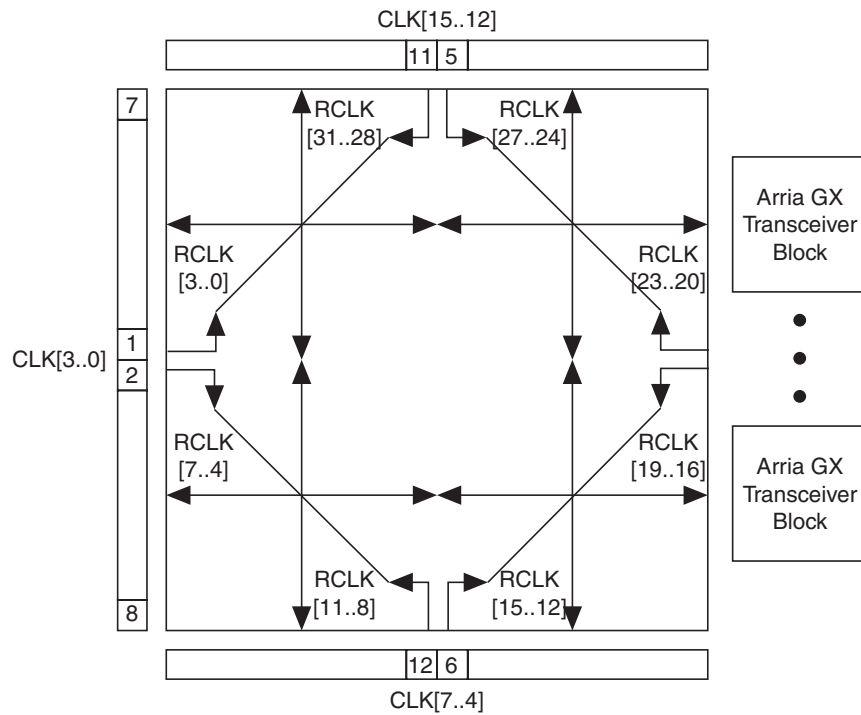 CLK[15..12]
11 5
7
RCLK
[31..28]
RCLK
[27..24]
Arria GX
Transceiver
Block
RCLK
[3..0]
RCLK
[23..20]
CLK[3..0]
1
2
RCLK
[7..4]
RCLK
[19..16]
Arria GX
Transceiver
Block
RCLK
[11..8]
RCLK
[15..12]
8
12 6
CLK[7..4]